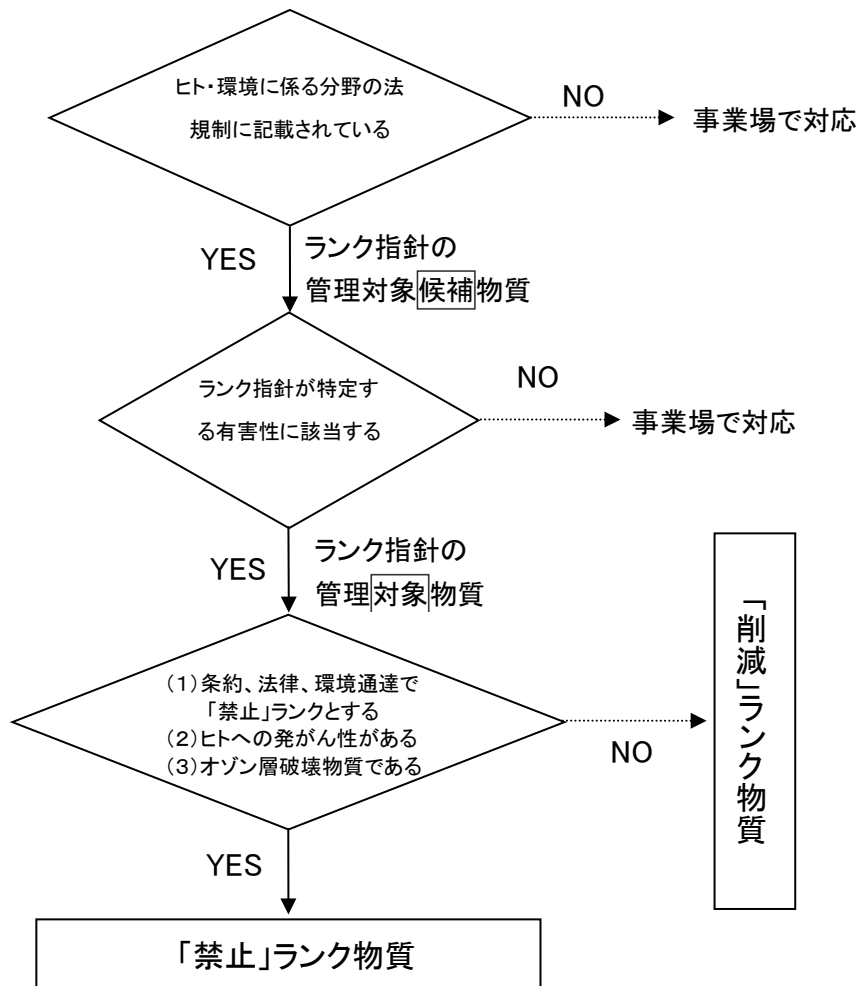 ヒト・環境に係る分野の法
規制に記載されている
NO
事業場で対応
YES
ランク指針の
管理対象候補物質
ランク指針が特定す
る有害性に該当する
NO
事業場で対応
YES
ランク指針の
管理対象物質
(1)条約、法律、環境通達で
「禁止」ランクとする
(2)ヒトへの発がん性がある
(3)オゾン層破壊物質である
NO
「削減」ランク物質
YES
「禁止」ランク物質